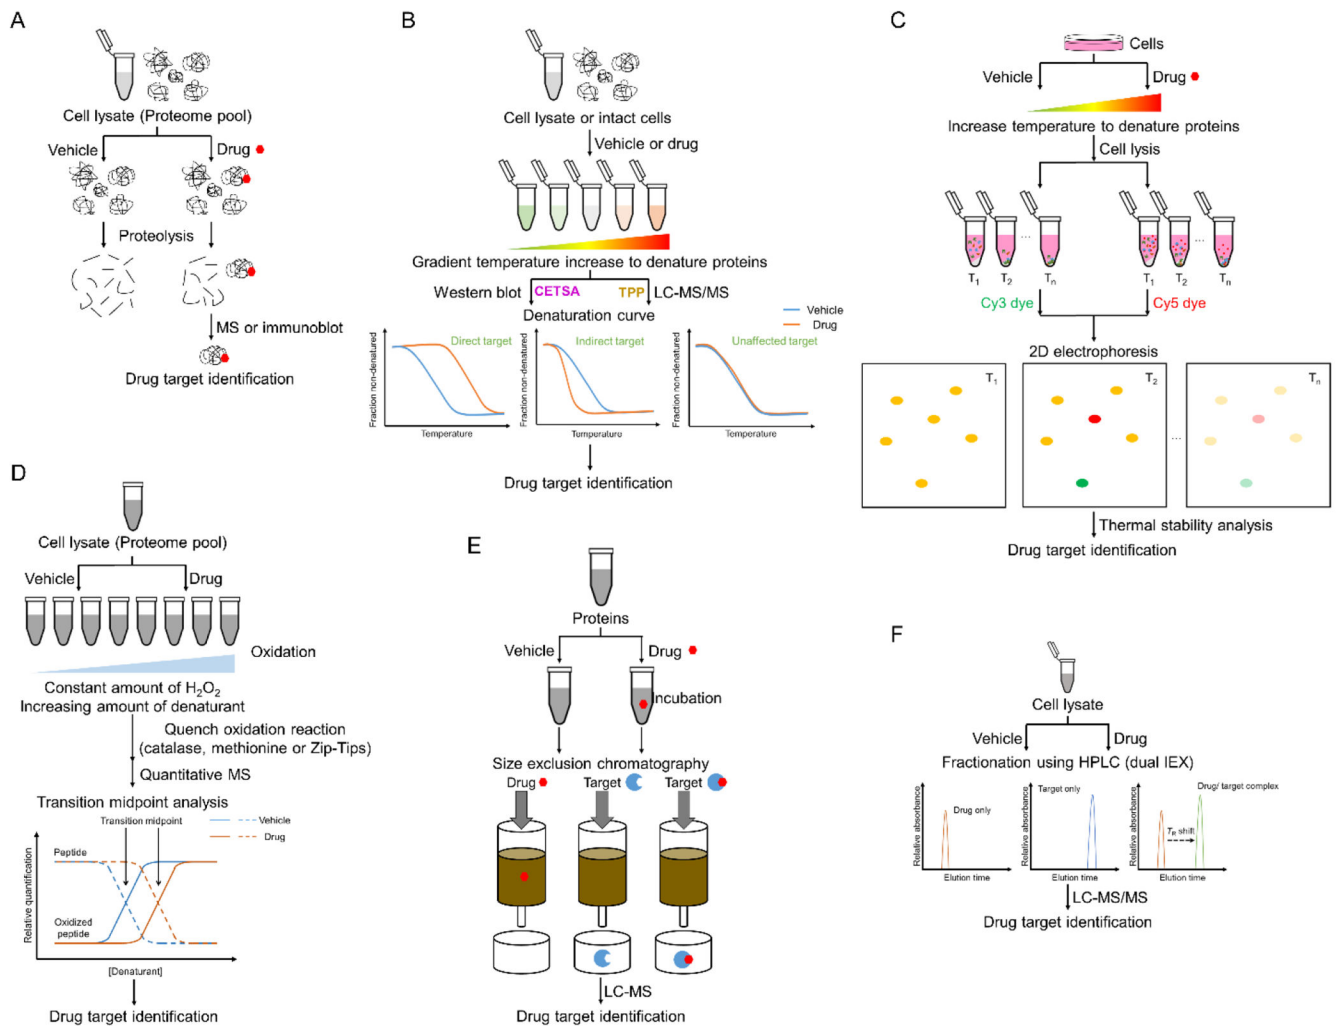 A
Cell lysate (Proteome pool)
Vehicle
Drug
Proteolysis
MS or immunoblot
Drug target identification
B
Cell lysate or intact cells
Vehicle or drug
Gradient temperature increase to denature proteins
Western blot
CETSA
TPP
LC-MS/MS
Denaturation curve
Vehicle
Drug
Fraction non-denatured
Direct target
Temperature
Fraction non-denatured
Indirect target
Temperature
Fraction non-denatured
Unaffected target
Temperature
Drug target identification
C
Cells
Vehicle
Drug
Increase temperature to denature proteins
Cell lysis
...
...
T1
T2
Tn
T1
T2
Tn
Cy3 dye
Cy5 dye
2D electrophoresis
T1
T2
...
Tn
Thermal stability analysis
Drug target identification
D
Cell lysate (Proteome pool)
Vehicle
Drug
Oxidation
Constant amount of H2O2
Increasing amount of denaturant
Quench oxidation reaction
(catalase, methionine or Zip-Tips)
Quantitative MS
Transition midpoint analysis
Transition midpoint
Vehicle
Drug
Relative quantification
Peptide
Oxidized
peptide
[Denaturant]
Drug target identification
E
Proteins
Vehicle
Drug
Incubation
Size exclusion chromatography
Drug
Target
Target
LC-MS
Drug target identification
F
Cell lysate
Vehicle
Drug
Fractionation using HPLC (dual IEX)
Relative absorbance
Drug only
Elution time
Relative absorbance
Target only
Elution time
Relative absorbance
Drug/ target complex
TR shift
Elution time
LC-MS/MS
Drug target identification